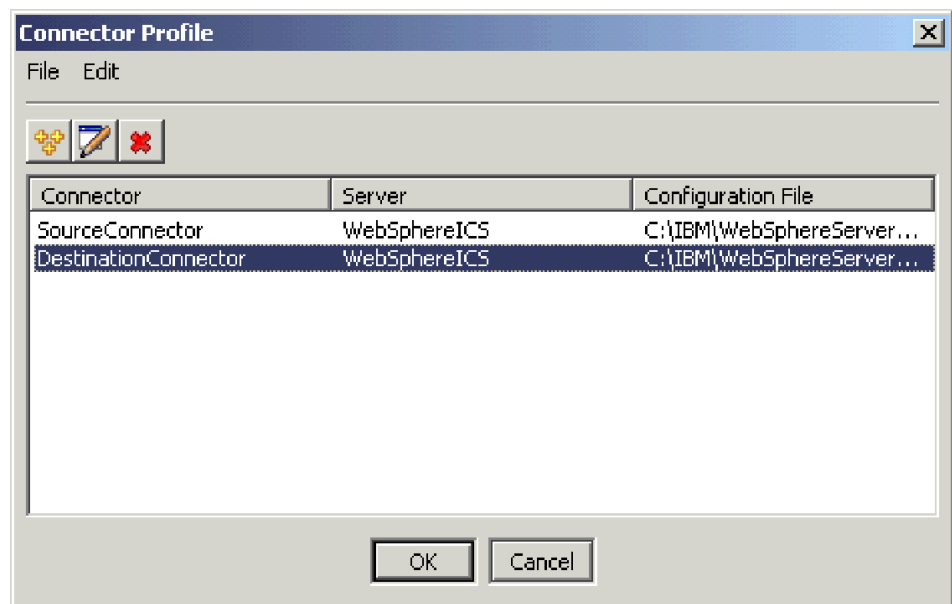 Connector Profile
File Edit
Connector Server Configuration File
SourceConnector WebSphereICS C:\IBM\WebSphereServer...
DestinationConnector WebSphereICS C:\IBM\WebSphereServer...
OK Cancel